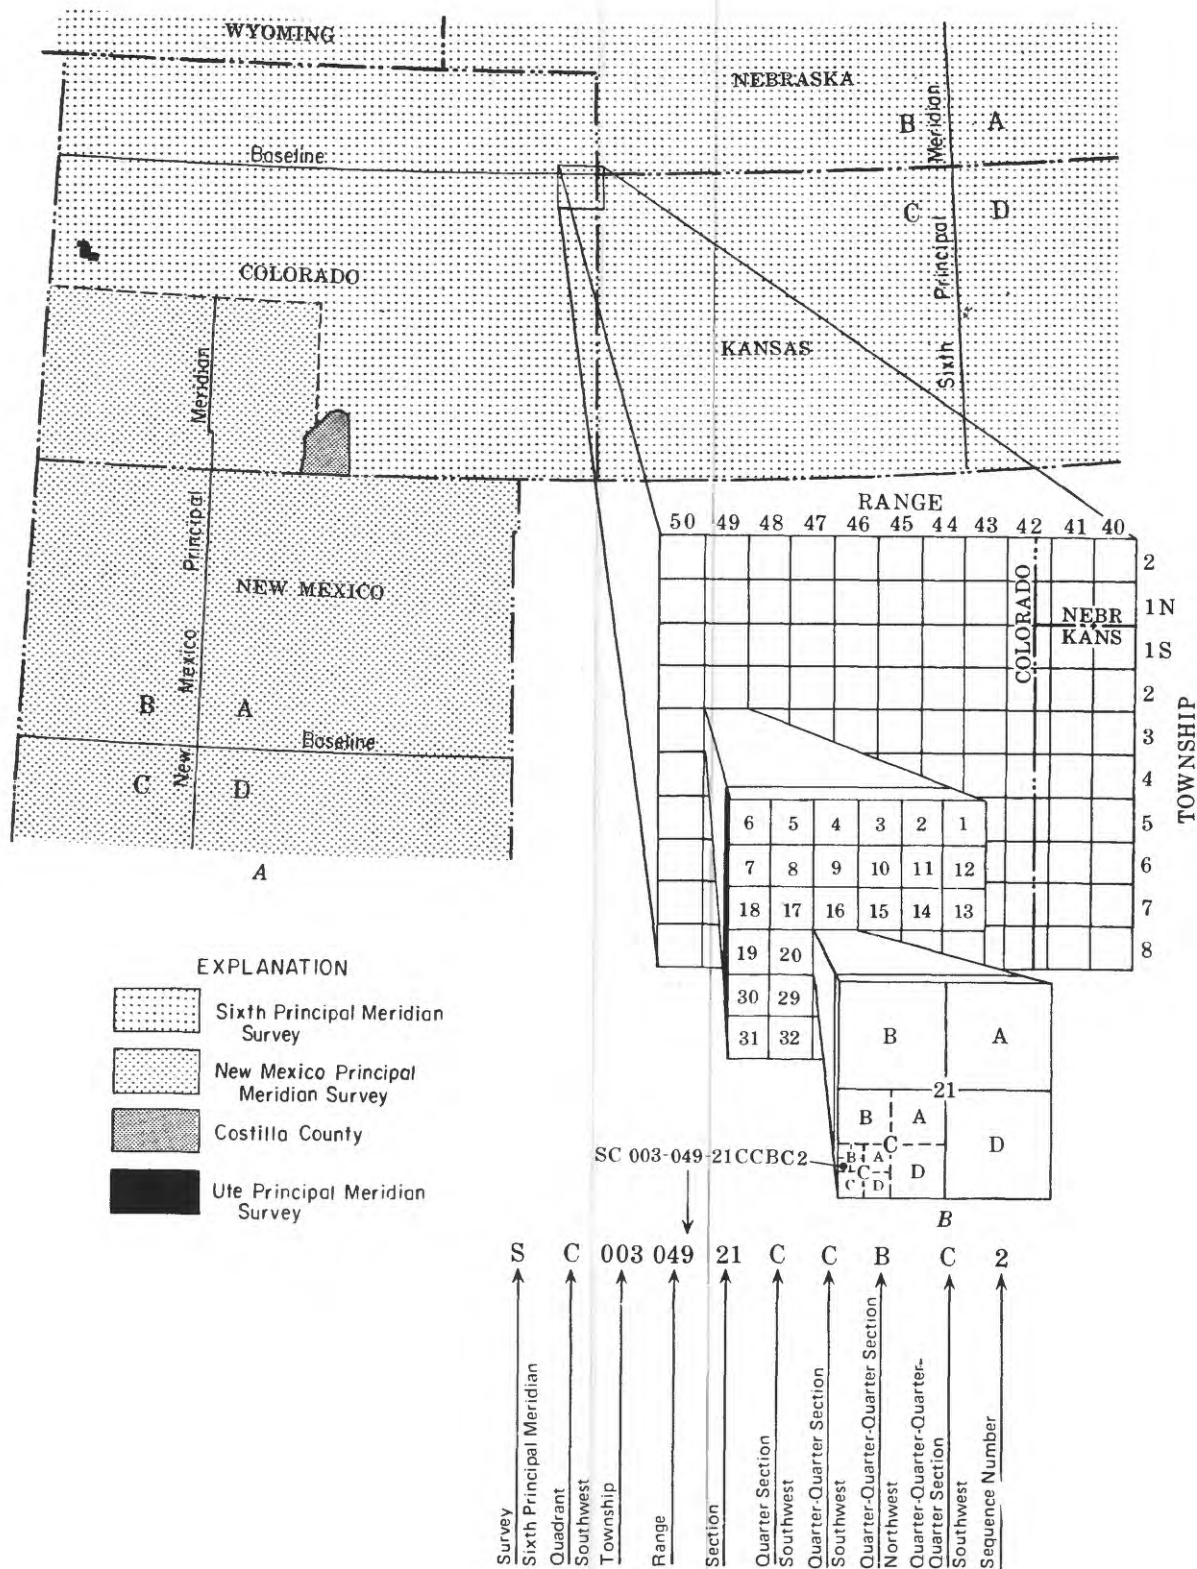 WYOMING
NEBRASKA
B
A
Meridian
Baseline
C
D
Principal
COLORADO
KANSAS
Sixth
Meridian
Principal
NEW MEXICO
Mexico
B
A
Baseline
C
D
New
A
RANGE
50 49 48 47 46 45 44 43 42 41 40
2
1N
1S
2
3
4
5
6
7
8
TOWNSHIP
COLORADO
NEBR
KANS
6 5 4 3 2 1
7 8 9 10 11 12
18 17 16 15 14 13
19 20
30 29
31 32
B A
21
B A
C
D
B A
C
C D
D
B
EXPLANATION
Sixth Principal Meridian
Survey
New Mexico Principal
Meridian Survey
Costilla County
Ute Principal Meridian
Survey
SC 003-049-21CCBC2
S C 003 049 21 C C B C 2
Survey
Sixth Principal Meridian
Quadrant
Southwest
Township
Range
Section
Quarter Section
Southwest
Quarter-Quarter Section
Southwest
Quarter-Quarter-Quarter Section
Northwest
Quarter-Quarter-Quarter-
Quarter Section
Southwest
Sequence Number